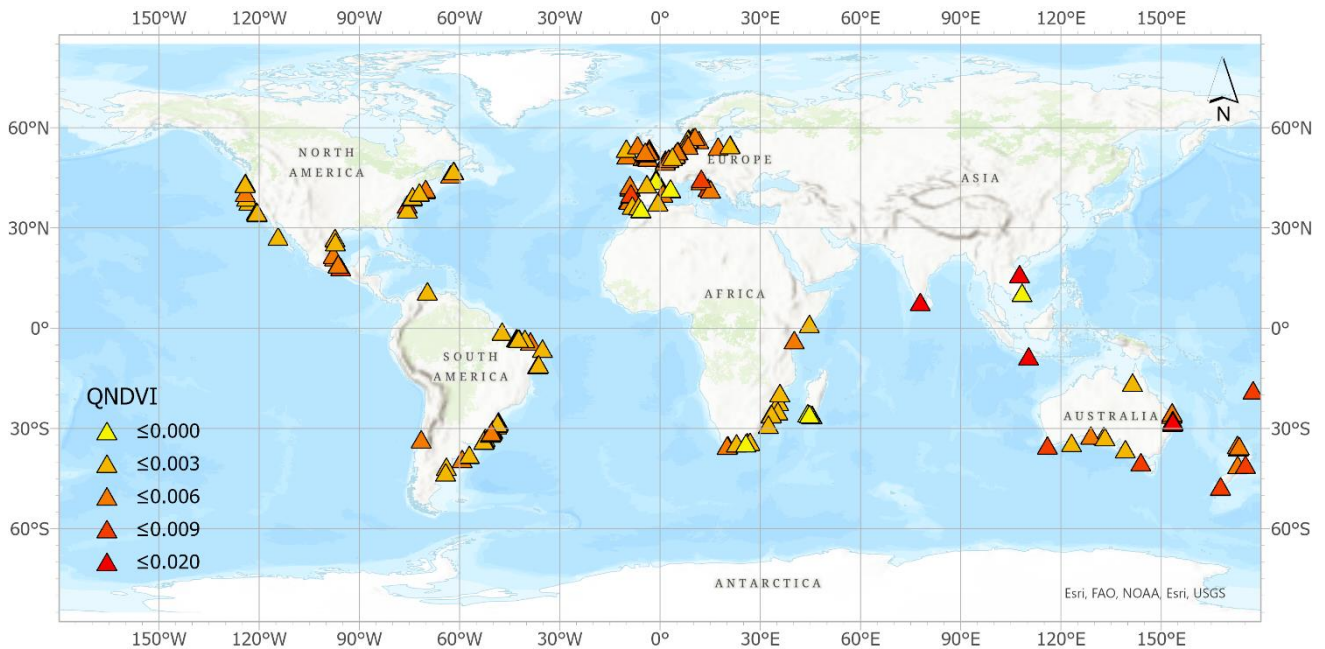 150°W 120°W 90°W 60°W 30°W 0° 30°E 60°E 90°E 120°E 150°E
60°N 60°N
N
NORTH
AMERICA
EUROPE
ASIA
30°N 30°N
AFRICA
0° 0°
SOUTH
AMERICA
QNDVI
≤0.000
≤0.003
≤0.006
≤0.009
≤0.020
AUSTRALIA
30°S 30°S
60°S 60°S
ANTARCTICA
Esri, FAO, NOAA, Esri, USGS
150°W 120°W 90°W 60°W 30°W 0° 30°E 60°E 90°E 120°E 150°E